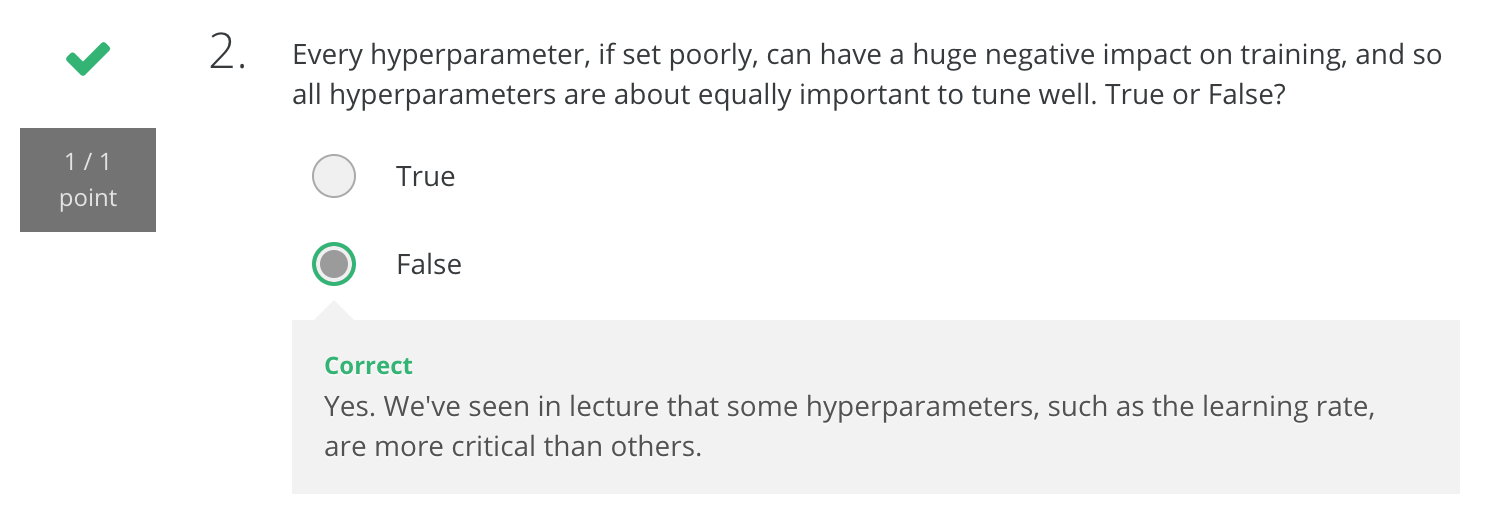 2.
Every hyperparameter, if set poorly, can have a huge negative impact on training, and so
all hyperparameters are about equally important to tune well. True or False?
1 / 1
point
True
False
Correct
Yes. We've seen in lecture that some hyperparameters, such as the learning rate,
are more critical than others.